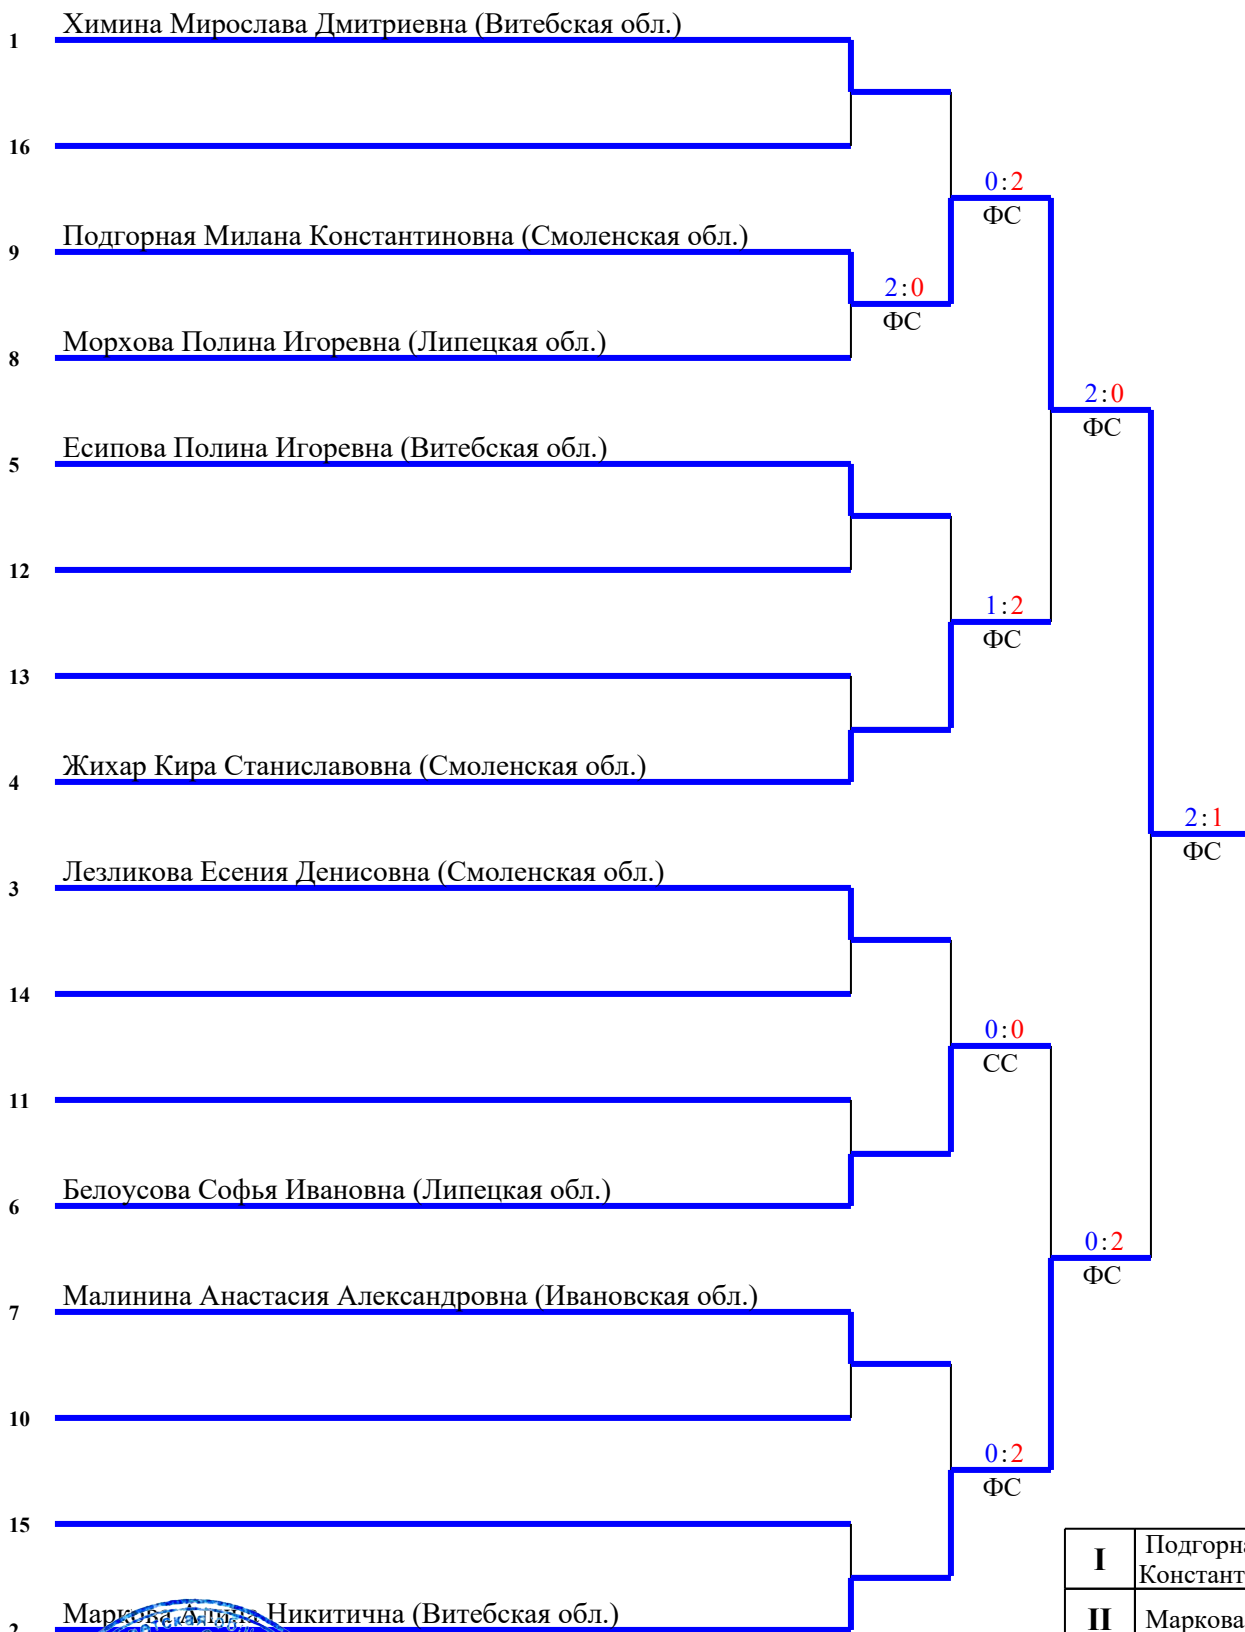 Химина Мирослава Дмитриевна (Витебская обл.)
1
16
0:2
ФС
Подгорная Милана Константиновна (Смоленская обл.)
9
2:0
ФС
Морхова Полина Игоревна (Липецкая обл.)
8
2:0
ФС
Есипова Полина Игоревна (Витебская обл.)
5
12
1:2
ФС
13
Жихар Кира Станиславовна (Смоленская обл.)
4
2:1
ФС
Лезликова Есения Денисовна (Смоленская обл.)
3
14
0:0
СС
11
Белоусова Софья Ивановна (Липецкая обл.)
6
0:2
ФС
Малинина Анастасия Александровна (Ивановская обл.)
7
10
0:2
ФС
15
I Подгорна
Констант
Маркова Никитична (Витебская обл.)
2
II Маркова